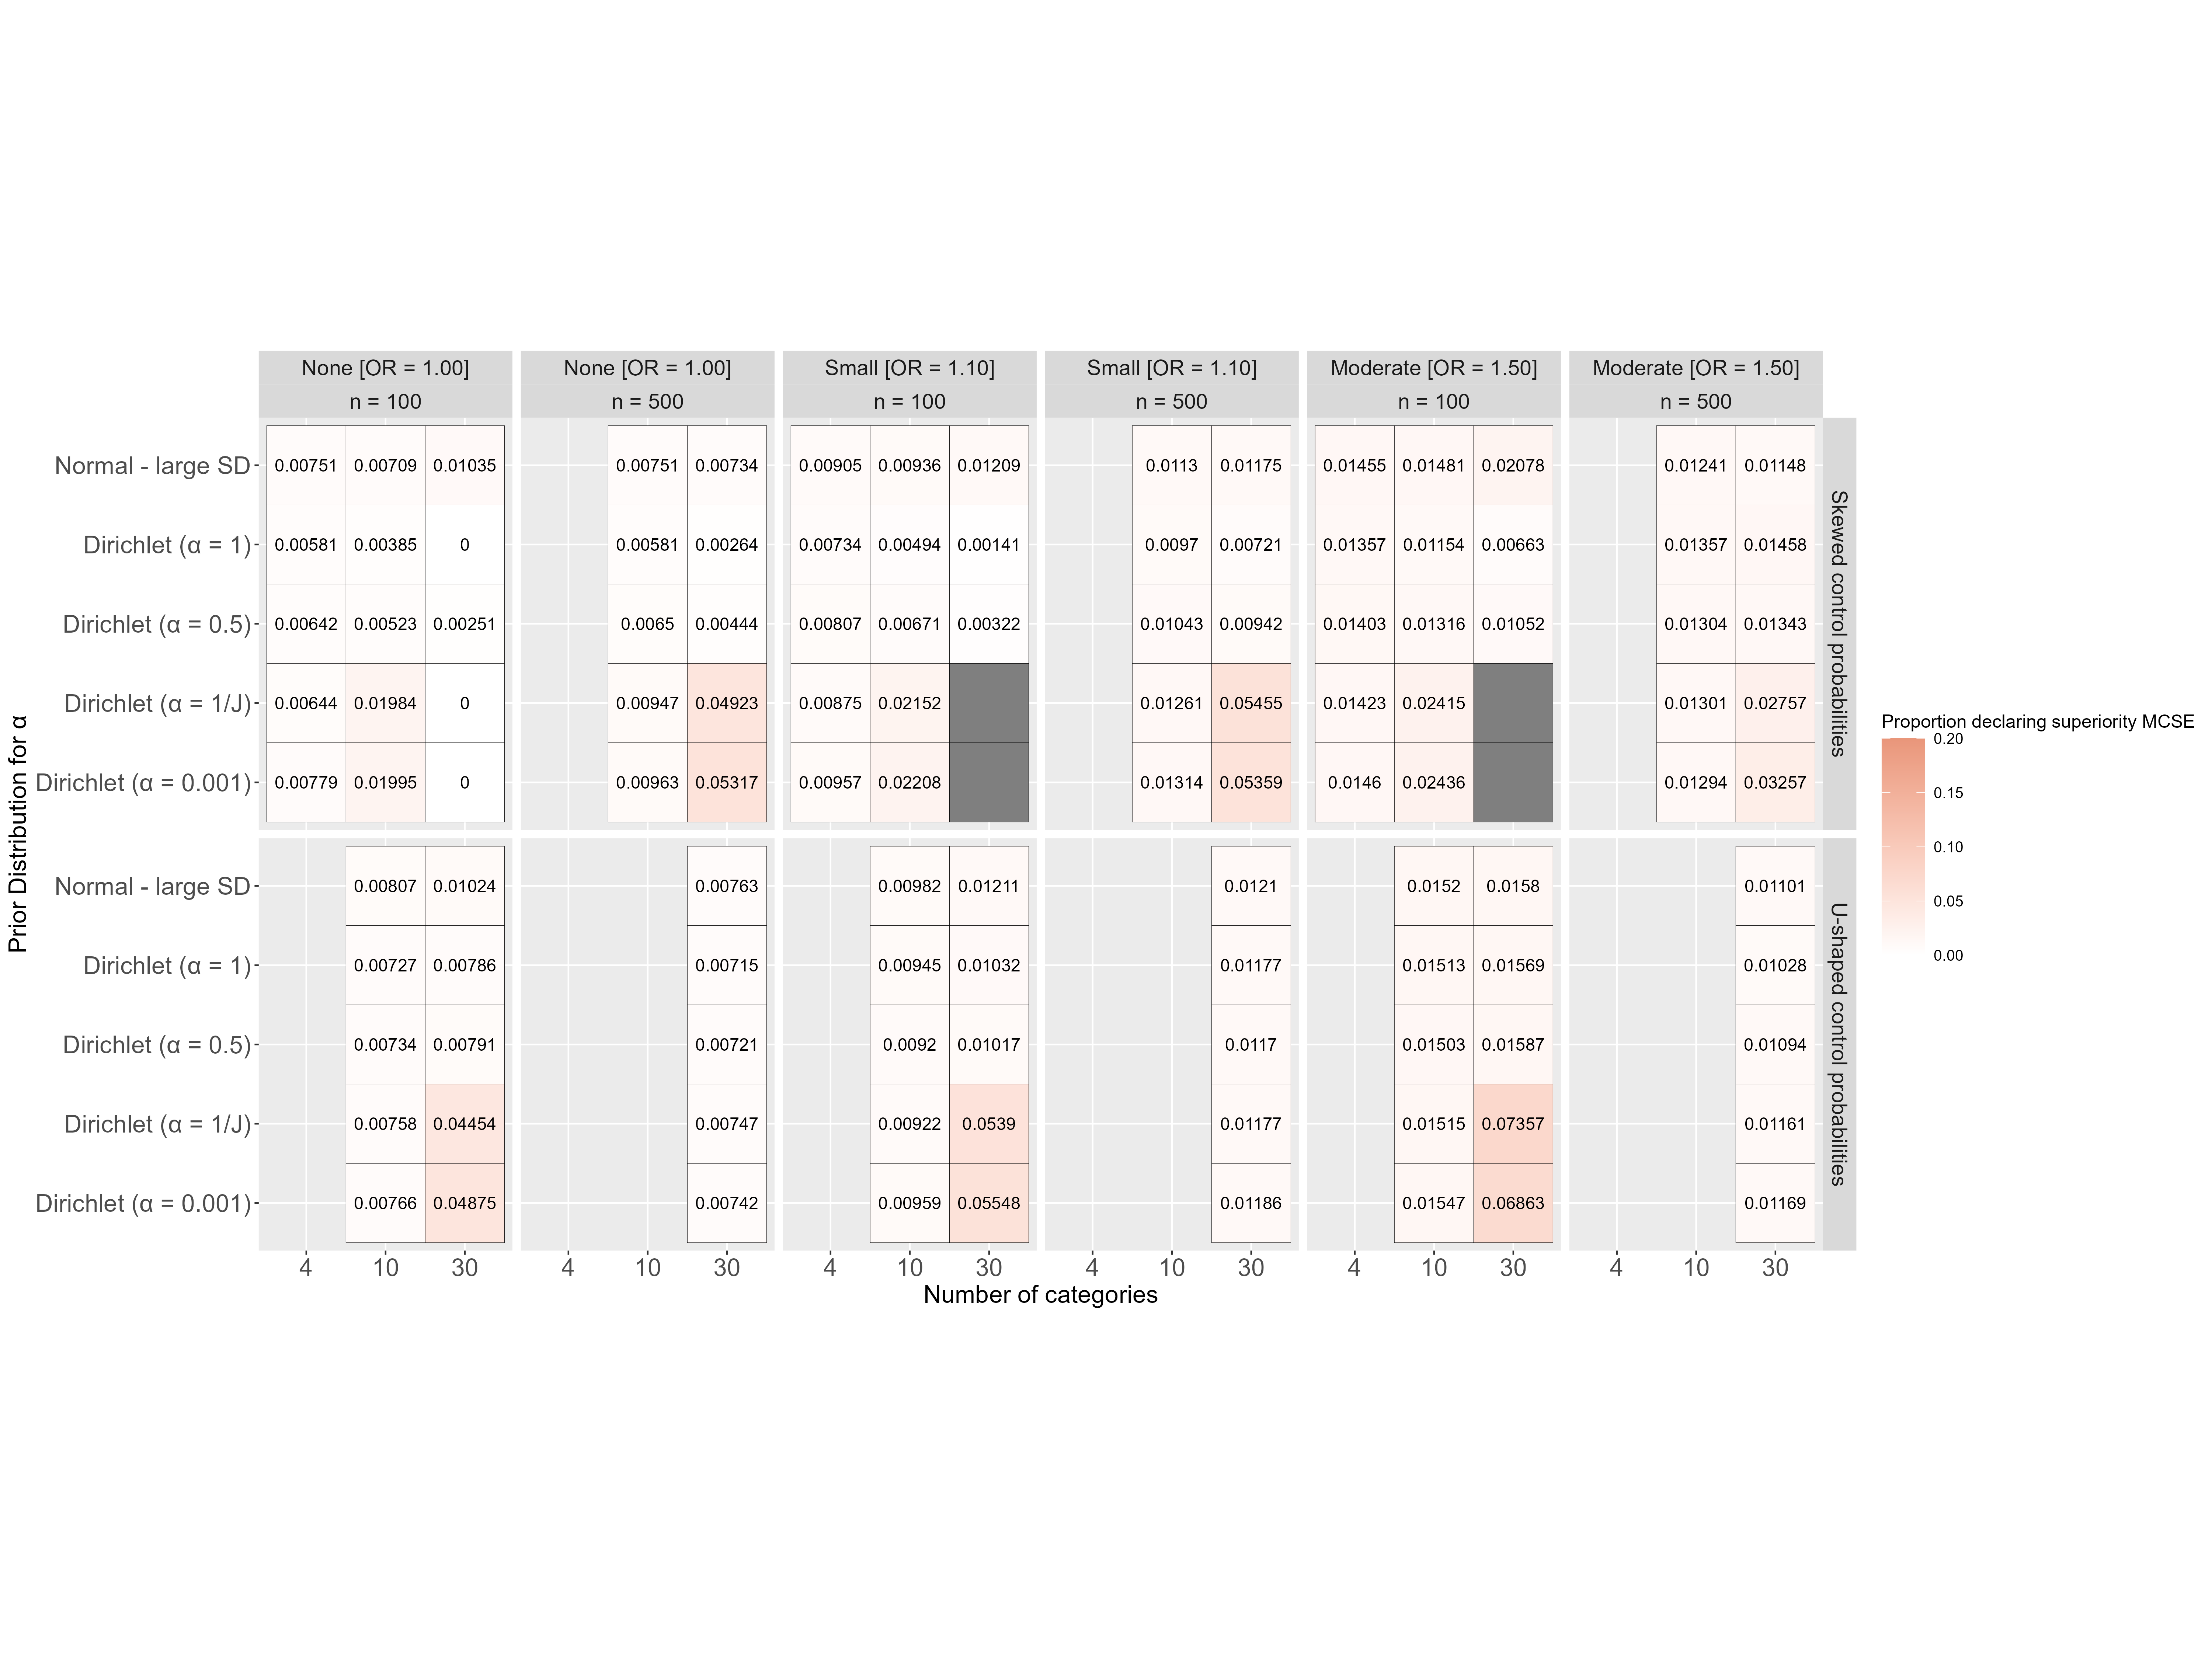 None [OR = 1.00] None [OR = 1.00] Small [OR = 1.10] Small [OR = 1.10] Moderate [OR = 1.50] Moderate [OR = 1.50]
n = 100 n = 500 n = 100 n = 500 n = 100 n = 500
Normal - large SD 0.00751 0.00709 0.01035 0.00751 0.00734 0.00905 0.00936 0.01209 0.0113 0.01175 0.01455 0.01481 0.02078 0.01241 0.01148
Dirichlet (α = 1) 0.00581 0.00385 0 0.00581 0.00264 0.00734 0.00494 0.00141 0.0097 0.00721 0.01357 0.01154 0.00663 0.01357 0.01458
Dirichlet (α = 0.5) 0.00642 0.00523 0.00251 0.0065 0.00444 0.00807 0.00671 0.00322 0.01043 0.00942 0.01403 0.01316 0.01052 0.01304 0.01343
Dirichlet (α = 1/J) 0.00644 0.01984 0 0.00947 0.04923 0.00875 0.02152 0.01261 0.05455 0.01423 0.02415 0.01301 0.02757
Dirichlet (α = 0.001) 0.00779 0.01995 0 0.00963 0.05317 0.00957 0.02208 0.01314 0.05359 0.0146 0.02436 0.01294 0.03257
Skewed control probabilities
Normal - large SD 0.00807 0.01024 0.00763 0.00982 0.01211 0.0121 0.0152 0.0158 0.01101
Dirichlet (α = 1) 0.00727 0.00786 0.00715 0.00945 0.01032 0.01177 0.01513 0.01569 0.01028
Dirichlet (α = 0.5) 0.00734 0.00791 0.00721 0.0092 0.01017 0.0117 0.01503 0.01587 0.01094
Dirichlet (α = 1/J) 0.00758 0.04454 0.00747 0.00922 0.0539 0.01177 0.01515 0.07357 0.01161
Dirichlet (α = 0.001) 0.00766 0.04875 0.00742 0.00959 0.05548 0.01186 0.01547 0.06863 0.01169
U-shaped control probabilities
4 10 30 4 10 30 4 10 30 4 10 30 4 10 30 4 10 30
Number of categories
Prior Distribution for α
Proportion declaring superiority MCSE
0.20
0.15
0.10
0.05
0.00